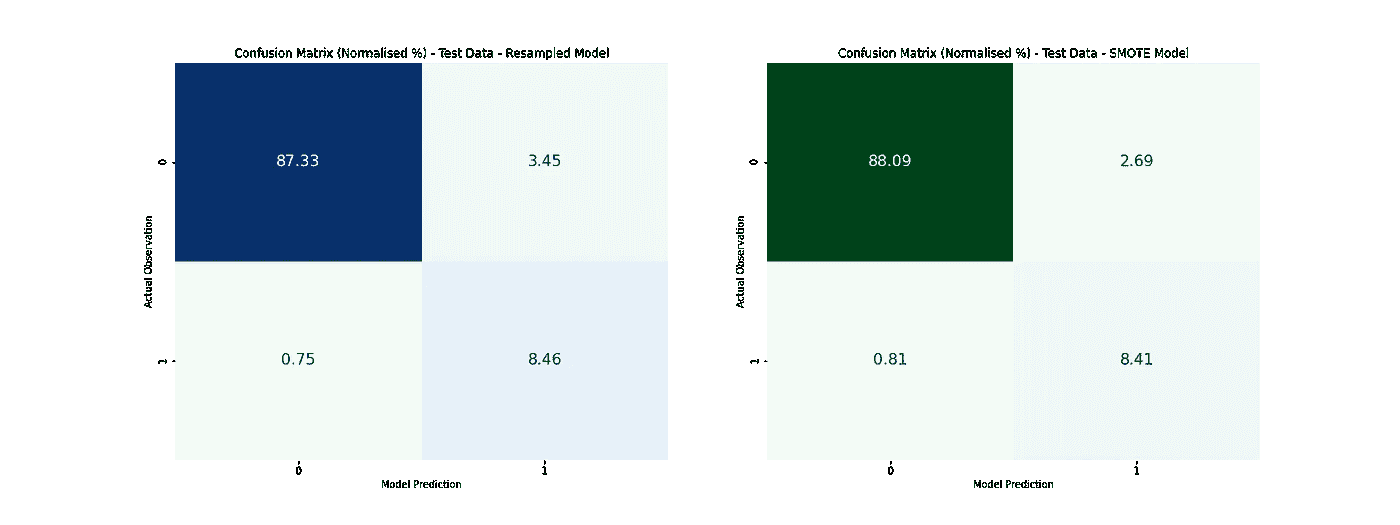 Confusion Matrix (Normalised %) - Test Data - Resampled Model
0
87.33
3.45
Actual Observation
1
0.75
8.46
0
1
Model Prediction
Confusion Matrix (Normalised %) - Test Data - SMOTE Model
0
88.09
2.69
Actual Observation
1
0.81
8.41
0
1
Model Prediction